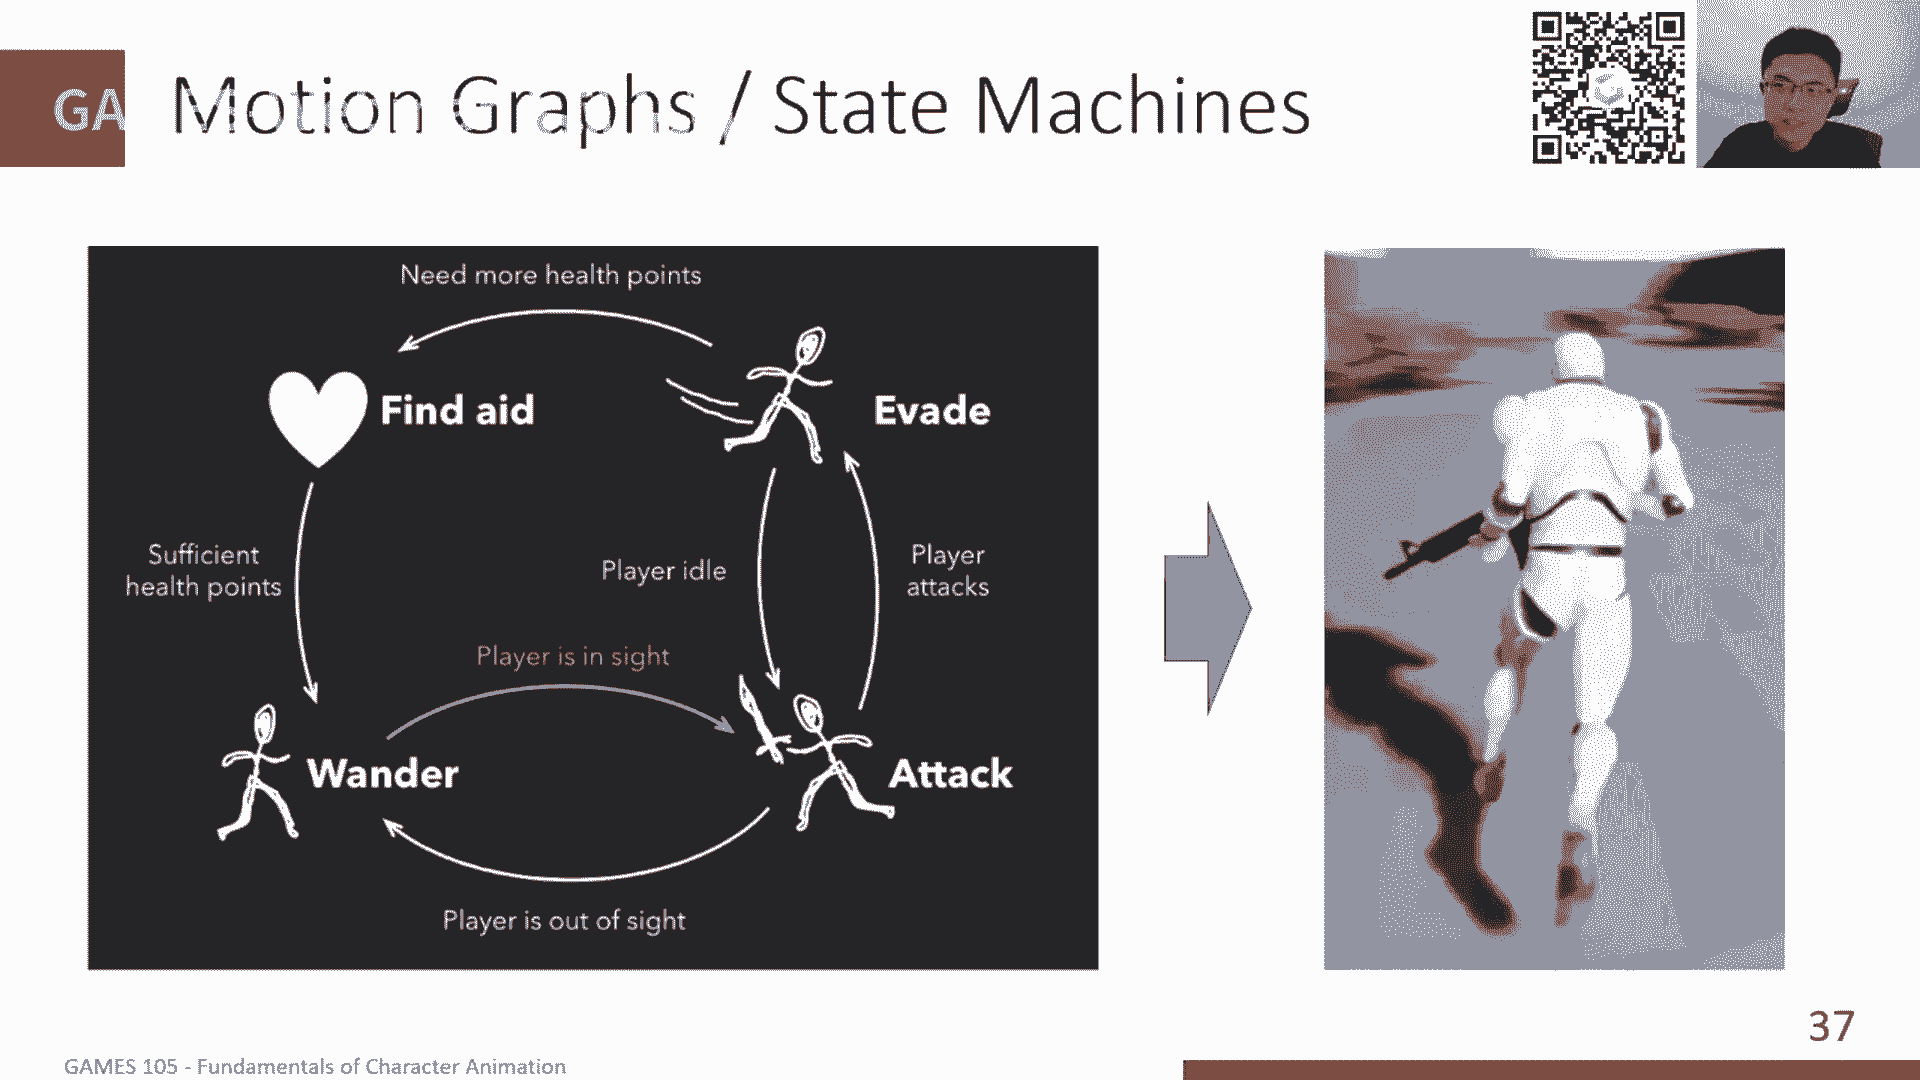 GA
Motion Graphs / State Machines
Need more health points
Find aid
Evade
Sufficient
health points
Player idle
Player
attacks
Player is in sight
Wander
Attack
Player is out of sight
37
GAMES 105 - Fundamentals of Character Animation